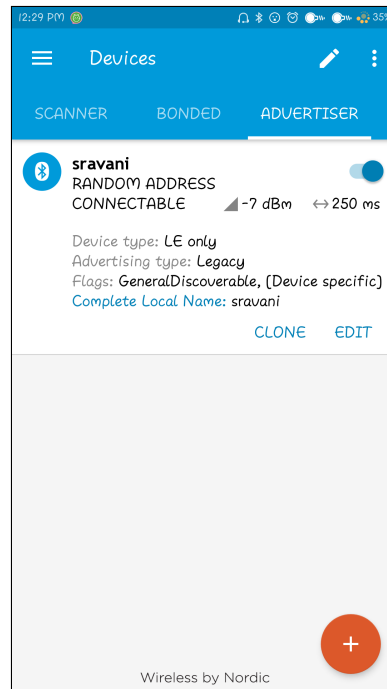 12:29 PM 35%
Devices
SCANNER BONDED ADVERTISER
sravani
RANDOM ADDRESS
CONNECTABLE -7 dBm 250 ms
Device type: LE only
Advertising type: Legacy
Flags: GeneralDiscoverable, (Device specific)
Complete Local Name: sravani
CLONE EDIT
Wireless by Nordic